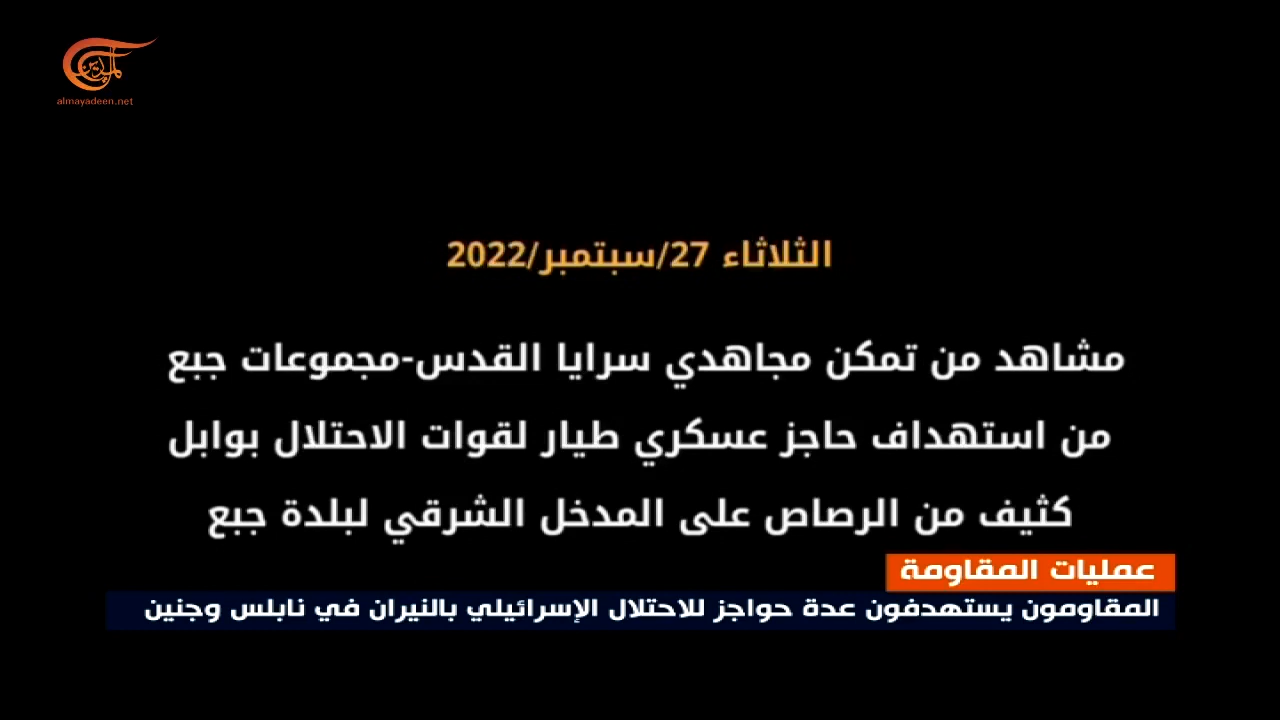 الميادين
almayadeen.net
الثلاثاء 27/سبتمبر/2022
مشاهد من تمكن مجاهدي سرايا القدس-مجموعات جبع
من استهداف حاجز عسكري طيار لقوات الاحتلال بوابل
كثيف من الرصاص على المدخل الشرقي لبلدة جبع
عمليات المقاومة
المقاومون يستهدفون عدة حواجز للاحتلال الإسرائيلي بالنيران في نابلس وجنين